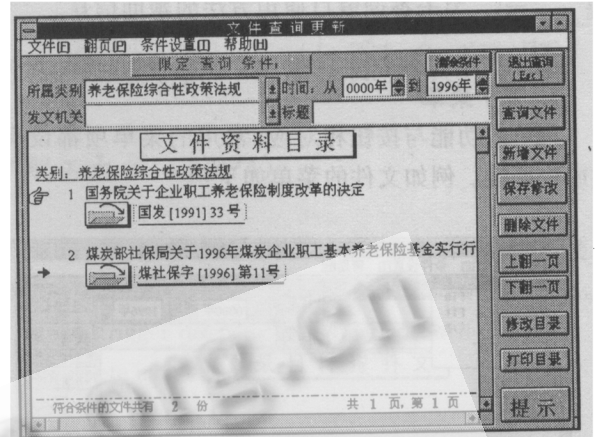 文件查询更新
文件(F) 翻页(P) 条件设置(T) 帮助(H)
限定查询条件:
清除条件
退出查询
(Esc)
所属类别 养老保险综合性政策法规 时间: 从 0000年 到 1996年
发文机关 标题
查询文件
文件资料目录
新增文件
类别: 养老保险综合性政策法规
1 国务院关于企业职工养老保险制度改革的决定
保存修改
国发 [1991] 33 号
删除文件
2 煤炭部社保局关于1996年煤炭企业职工基本养老保险基金实行行
上翻一页
煤社保字 [1996] 第11号
下翻一页
修改目录
打印目录
符合条件的文件共有 2 份 共 1 页, 第 1 页
提示
org.cn